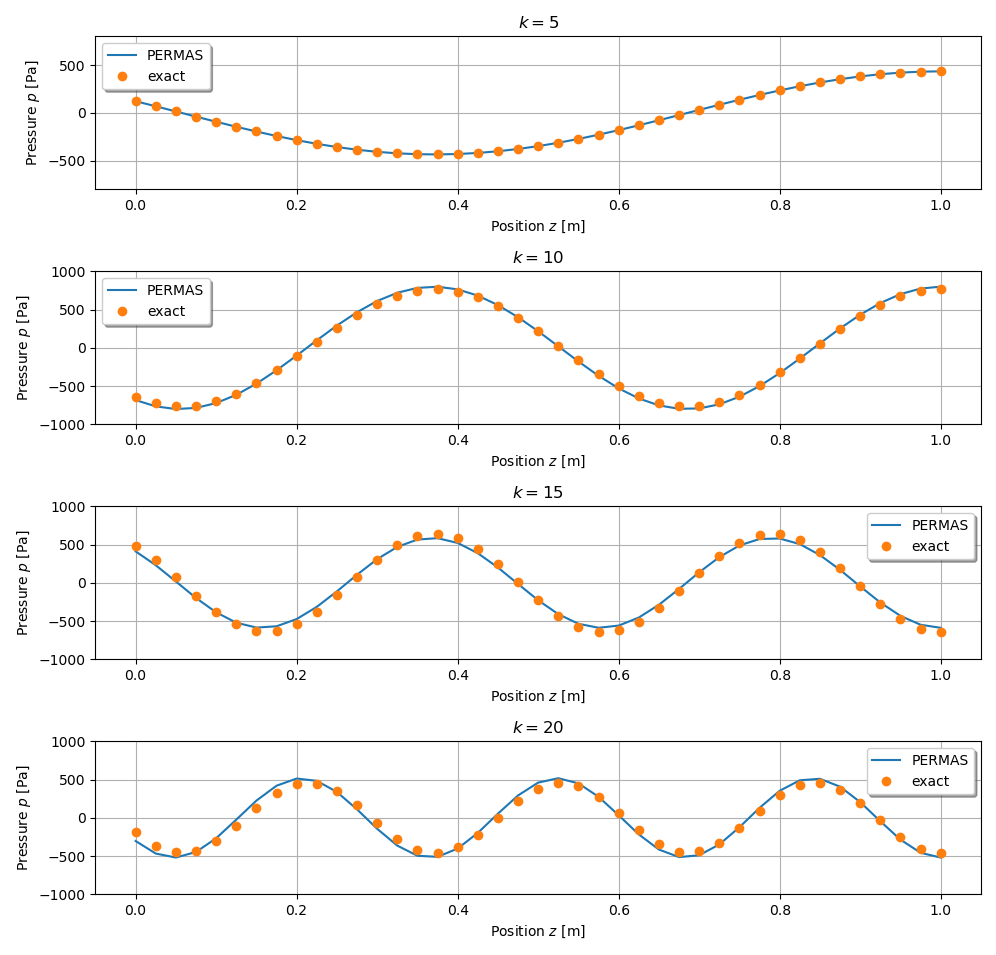 k = 5
PERMAS
exact
Pressure p [Pa]
500
0
−500
0.0 0.2 0.4 0.6 0.8 1.0
Position z [m]
k = 10
PERMAS
exact
Pressure p [Pa]
1000
500
0
−500
−1000
0.0 0.2 0.4 0.6 0.8 1.0
Position z [m]
k = 15
PERMAS
exact
Pressure p [Pa]
1000
500
0
−500
−1000
0.0 0.2 0.4 0.6 0.8 1.0
Position z [m]
k = 20
PERMAS
exact
Pressure p [Pa]
1000
500
0
−500
−1000
0.0 0.2 0.4 0.6 0.8 1.0
Position z [m]